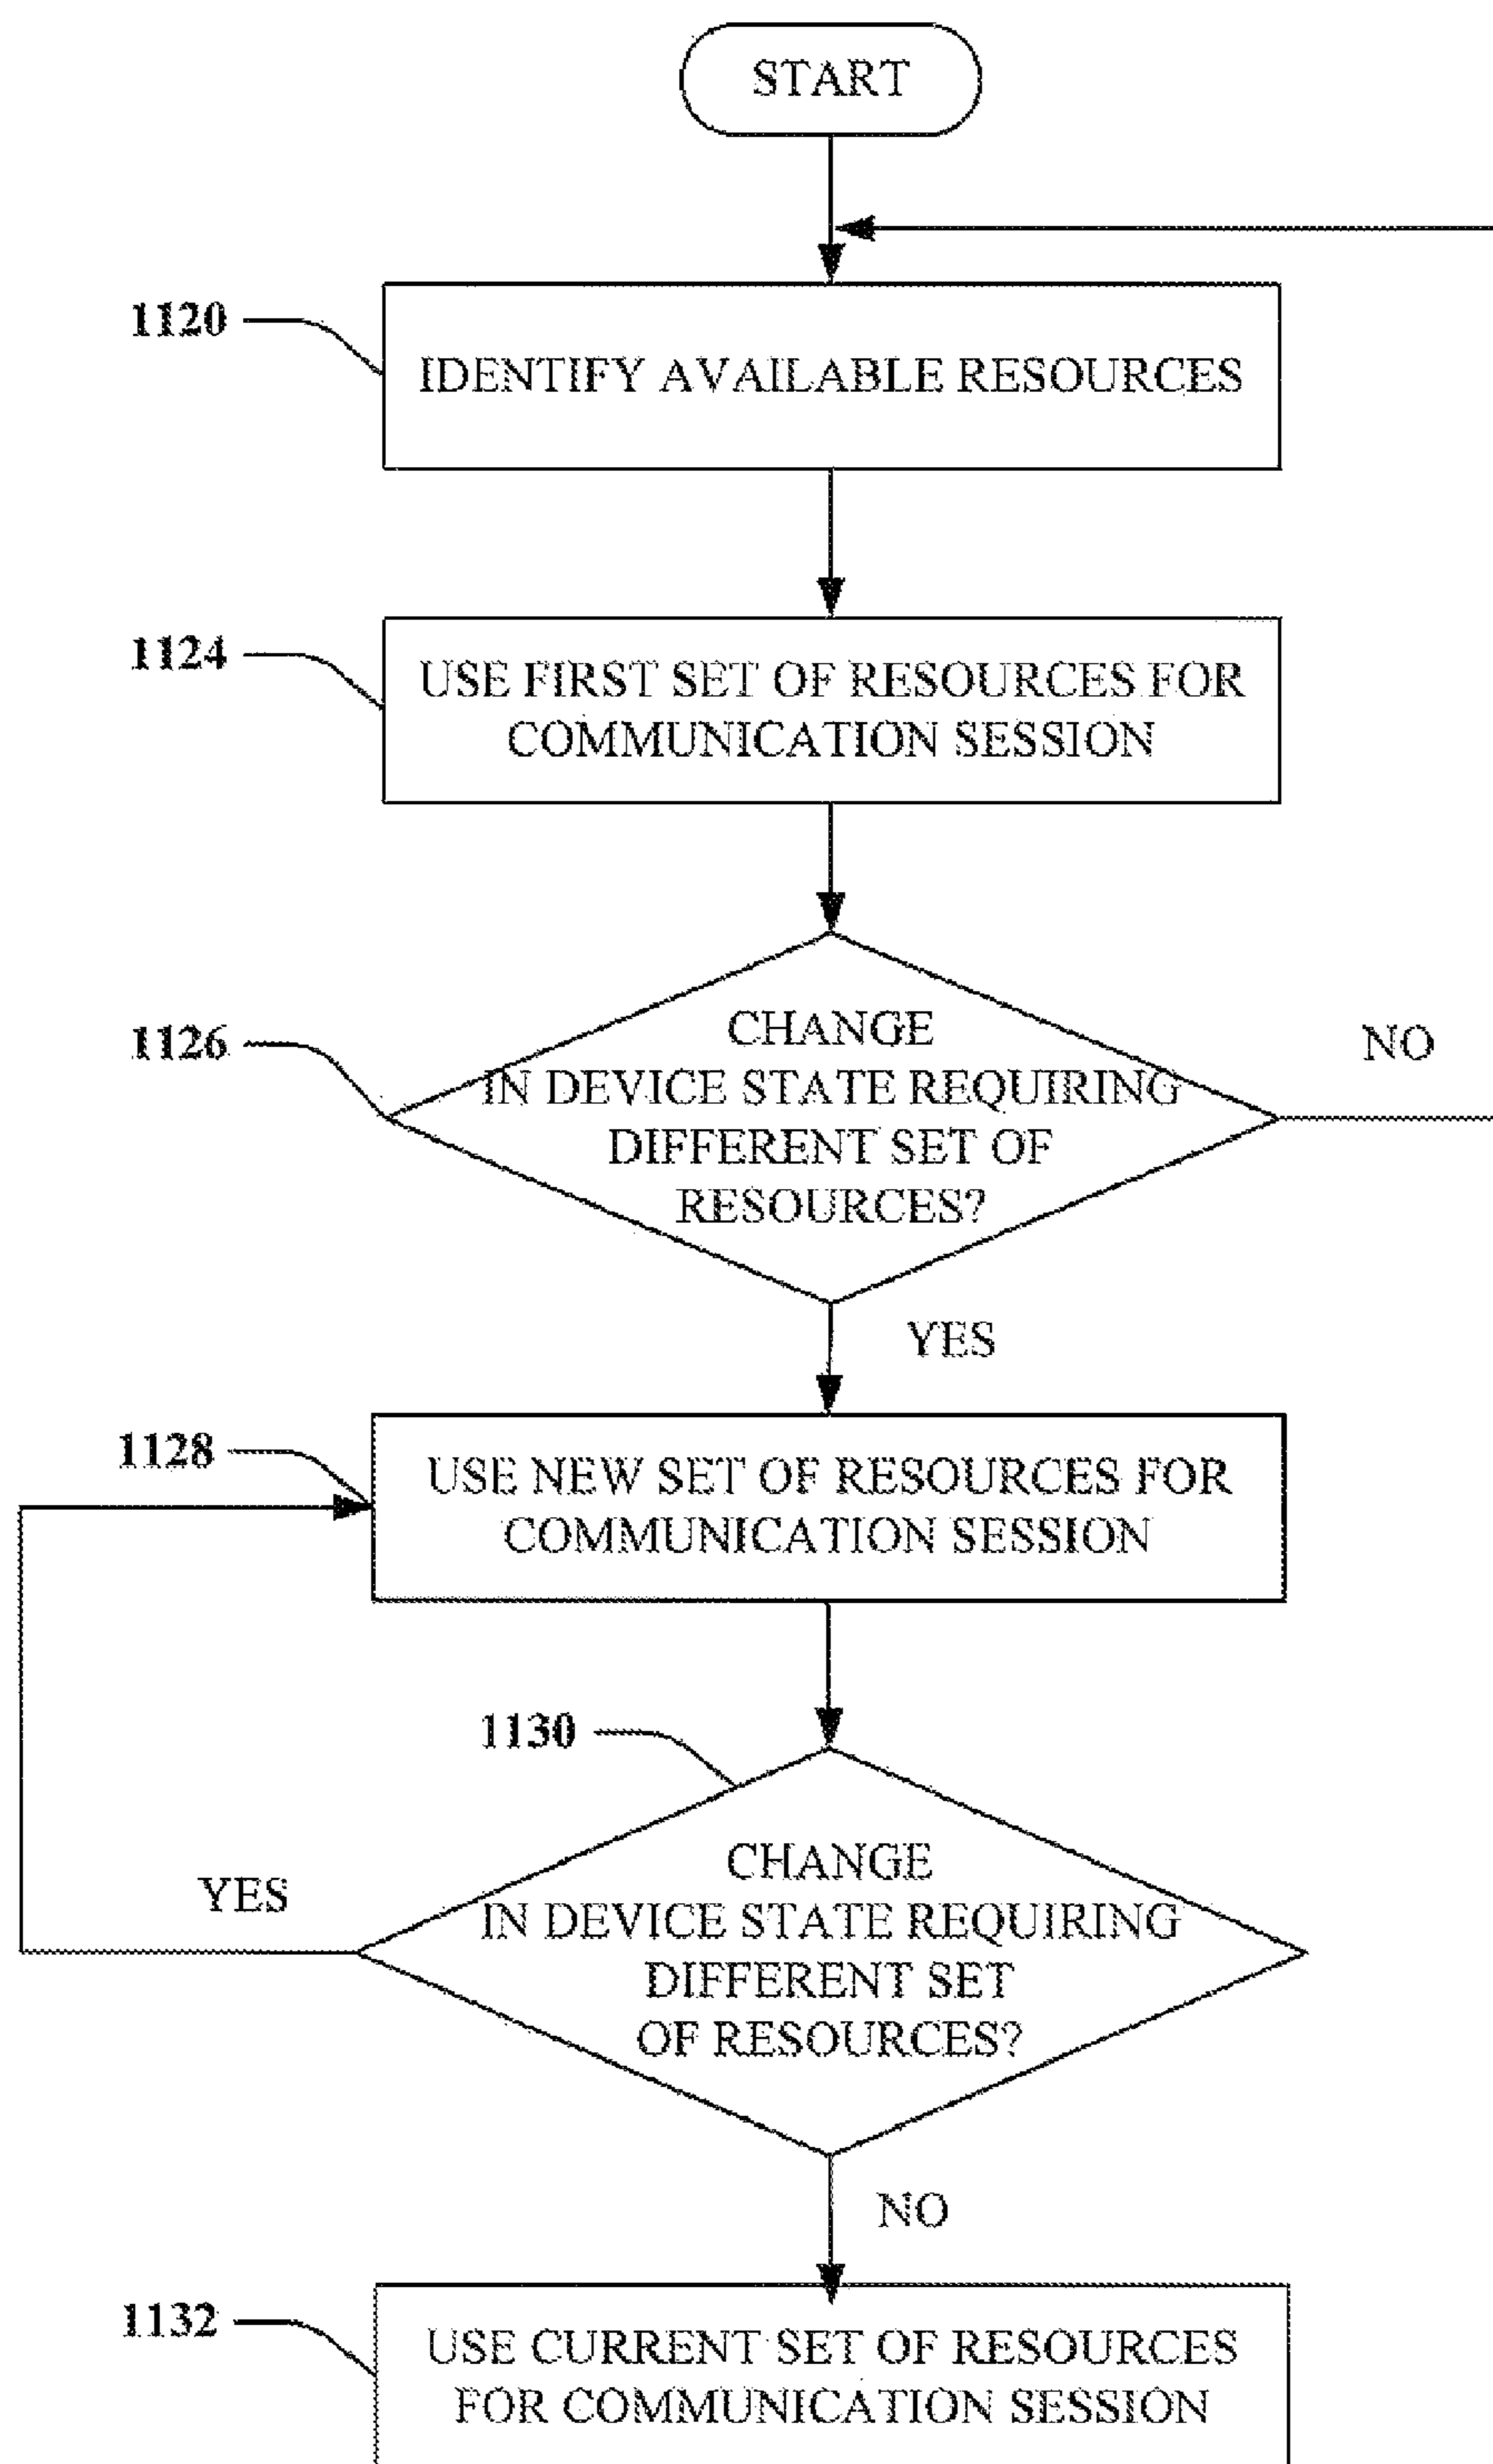 START
1120
IDENTIFY AVAILABLE RESOURCES
1124
USE FIRST SET OF RESOURCES FOR
COMMUNICATION SESSION
1126
CHANGE
IN DEVICE STATE REQUIRING
DIFFERENT SET OF
RESOURCES?
NO
YES
1128
USE NEW SET OF RESOURCES FOR
COMMUNICATION SESSION
1130
CHANGE
IN DEVICE STATE REQUIRING
DIFFERENT SET
OF RESOURCES?
YES
NO
1132
USE CURRENT SET OF RESOURCES
FOR COMMUNICATION SESSION